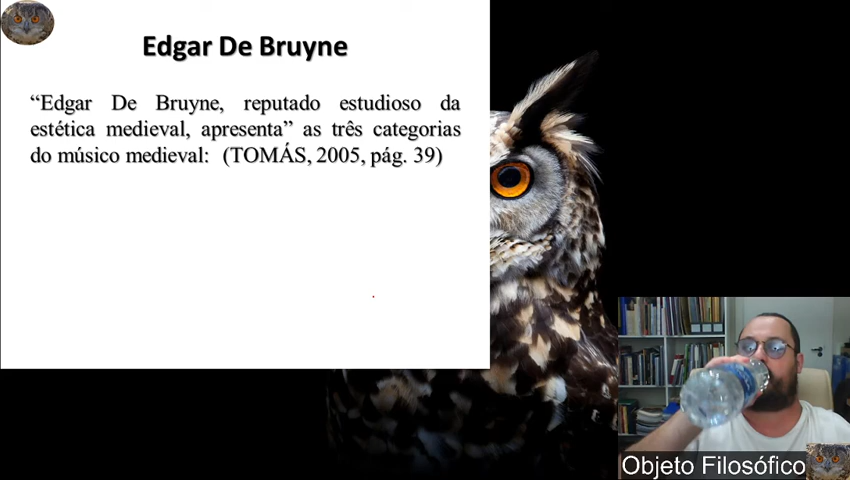 Edgar De Bruyne
“Edgar De Bruyne, reputado estudioso da
estética medieval, apresenta” as três categorias
do músico medieval: (TOMÁS, 2005, pág. 39)
Objeto Filosófico